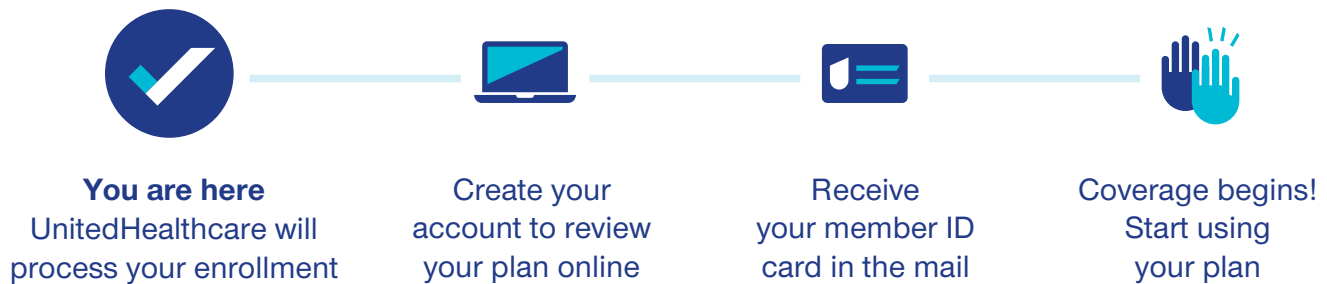 You are here
UnitedHealthcare will
process your enrollment
Create your
account to review
your plan online
Receive
your member ID
card in the mail
Coverage begins!
Start using
your plan